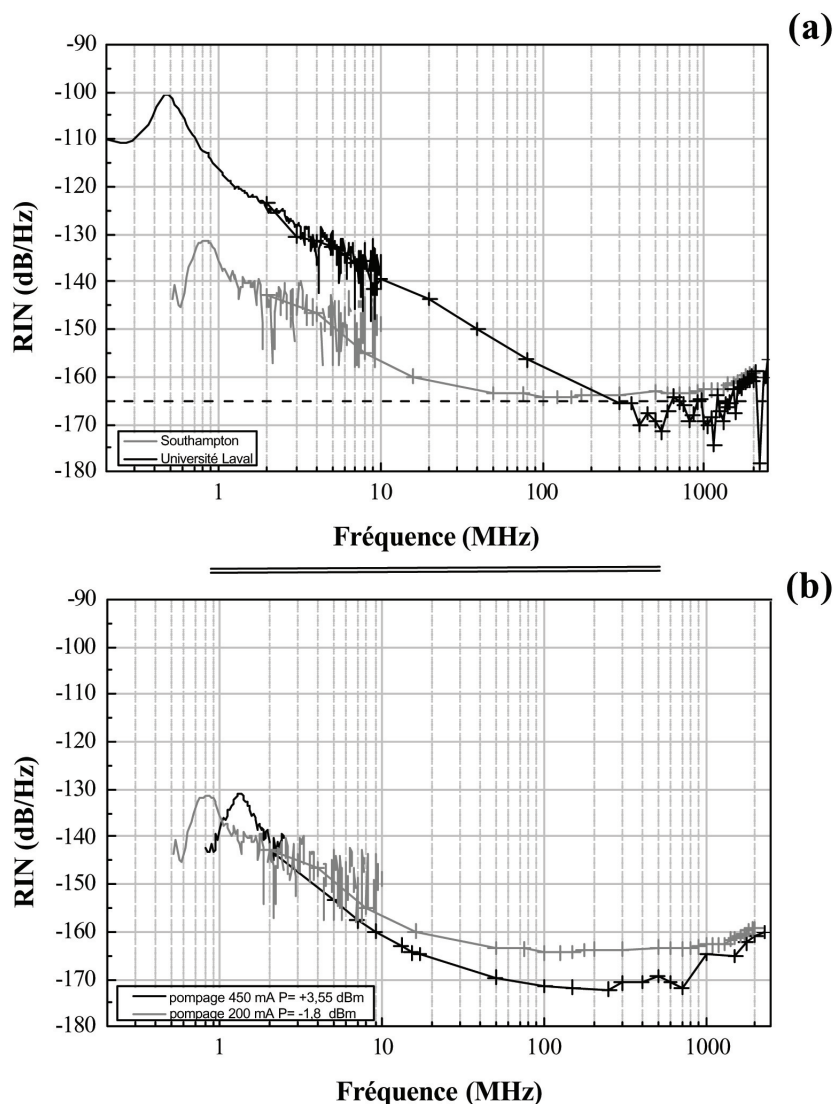 (a)
-90
-100
-110
-120
-130
-140
-150
-160
-170
-180
RIN (dB/Hz)
Southampton
Université Laval
1
10
100
1000
Fréquence (MHz)
(b)
-90
-100
-110
-120
-130
-140
-150
-160
-170
-180
RIN (dB/Hz)
pompage 450 mA P= +3,55 dBm
pompage 200 mA P= -1,8 dBm
1
10
100
1000
Fréquence (MHz)